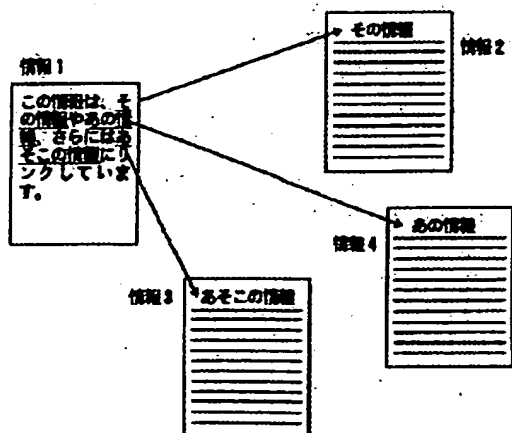 その情報
情報2
情報1
この情報は、そ
の情報やあの情
報、さらにはあ
そこの情報にリ
ンクしていま
す。
あの情報
情報4
情報3
あそこの情報